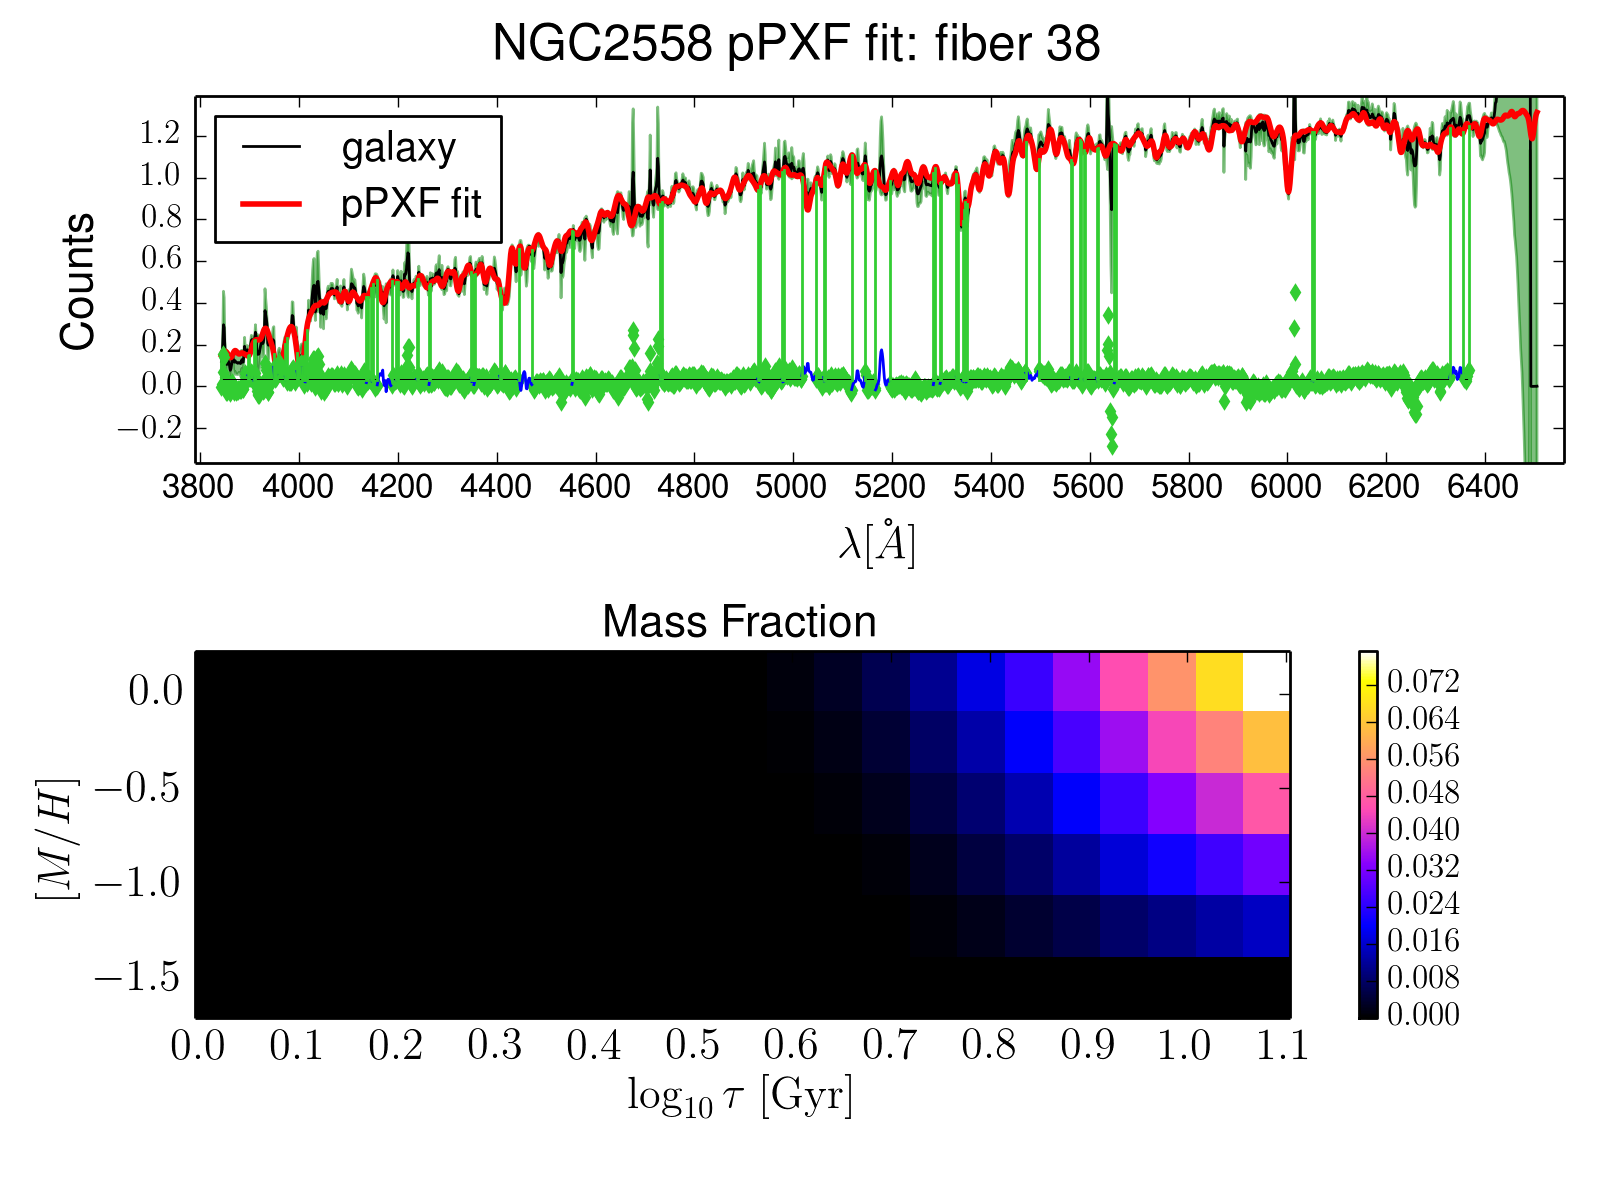 NGC2558 pPXF fit: fiber 38
galaxy
pPXF fit
Counts
1.2
1.0
0.8
0.6
0.4
0.2
0.0
−0.2
3800 4000 4200 4400 4600 4800 5000 5200 5400 5600 5800 6000 6200 6400
λ[Å]
Mass Fraction
[M/H]
0.0
−0.5
−1.0
−1.5
0.0 0.1 0.2 0.3 0.4 0.5 0.6 0.7 0.8 0.9 1.0 1.1
log₁₀ τ [Gyr]
0.072
0.064
0.056
0.048
0.040
0.032
0.024
0.016
0.008
0.000